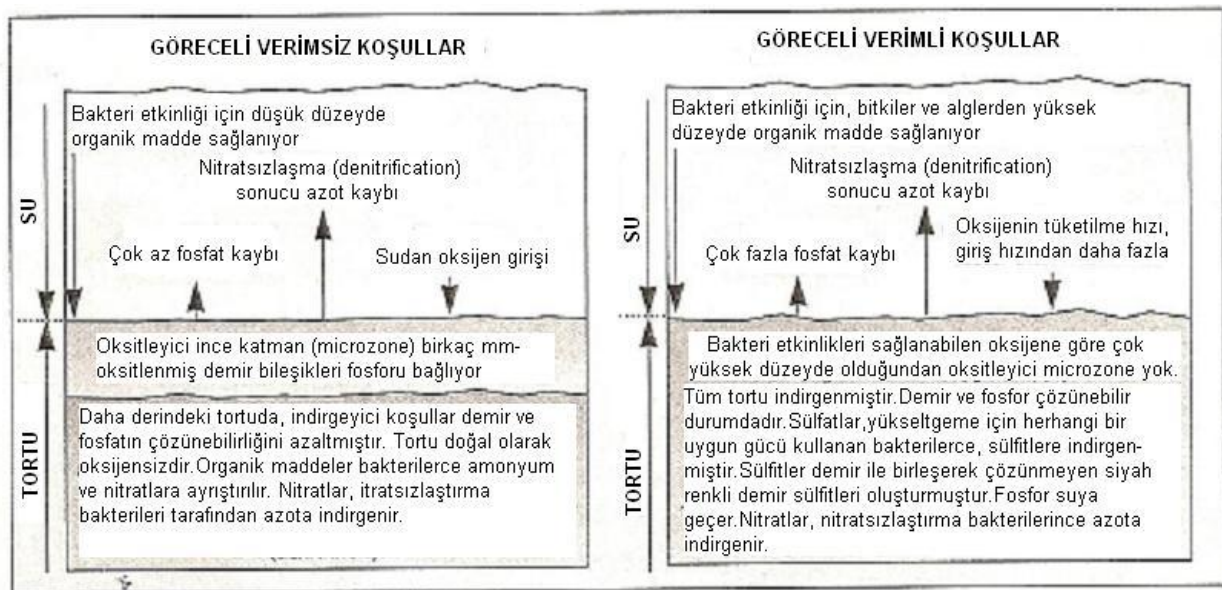 GÖRECELİ VERİMSİZ KOŞULLAR
SU
TORTU
Bakteri etkinliği için düşük düzeyde
organik madde sağlanıyor
Nitratsızlaşma (denitrification)
sonucu azot kaybı
Çok az fosfat kaybı
Sudan oksijen girişi
Oksitleyici ince katman (microzone) birkaç mm-
oksitlenmiş demir bileşikleri fosforu bağlıyor
Daha derindeki tortuda, indirgeyici koşullar demir ve
fosfatın çözünebilirliğini azaltmıştır. Tortu doğal olarak
oksijensizdir.Organik maddeler bakterilerce amonyum
ve nitratlara ayrıştırılır. Nitratlar, itratsızlaştırma
bakterileri tarafından azota indirgenir.
GÖRECELİ VERİMLİ KOŞULLAR
SU
TORTU
Bakteri etkinliği için, bitkiler ve alglerden yüksek
düzeyde organik madde sağlanıyor
Nitratsızlaşma (denitrification)
sonucu azot kaybı
Çok fazla fosfat kaybı
Oksijenin tüketilme hızı,
giriş hızından daha fazla
Bakteri etkinlikleri sağlanabilen oksijene göre çok
yüksek düzeyde olduğundan oksitleyici microzone yok.
Tüm tortu indirgenmiştir.Demir ve fosfor çözünebilir
durumdadır.Sülfatlar,yükseltgeme için herhangi bir
uygun gücü kullanan bakterilerce, sülfitlere indirgen-
miştir.Sülfitler demir ile birleşerek çözünmeyen siyah
renkli demir sülfitleri oluşturmuştur.Fosfor suya
geçer.Nitratlar, nitratsızlaştırma bakterilerince azota
indirgenir.